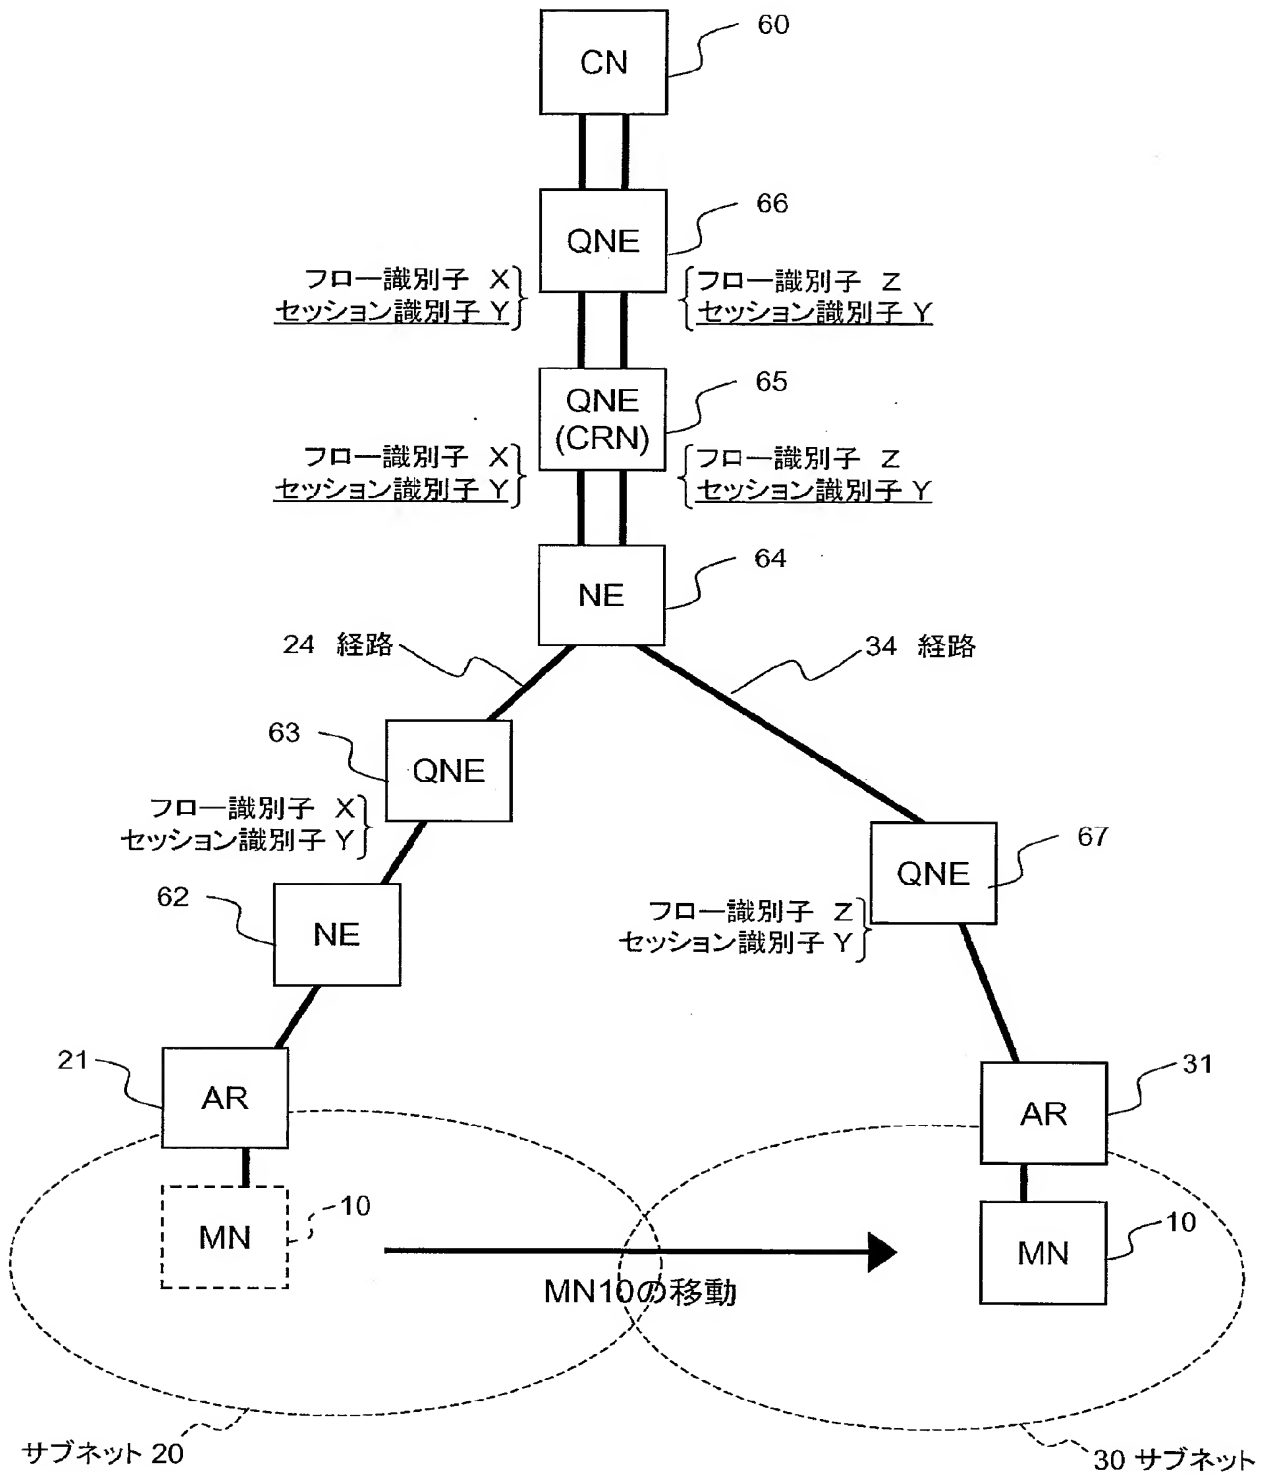 60
CN
66
QNE
フロー識別子 X
セッション識別子 Y
フロー識別子 Z
セッション識別子 Y
65
QNE
(CRN)
フロー識別子 X
セッション識別子 Y
フロー識別子 Z
セッション識別子 Y
64
NE
24 経路
34 経路
63
QNE
フロー識別子 X
セッション識別子 Y
67
QNE
フロー識別子 Z
セッション識別子 Y
62
NE
21
AR
31
AR
10
MN
10
MN
MN10の移動
サブネット 20
30 サブネット